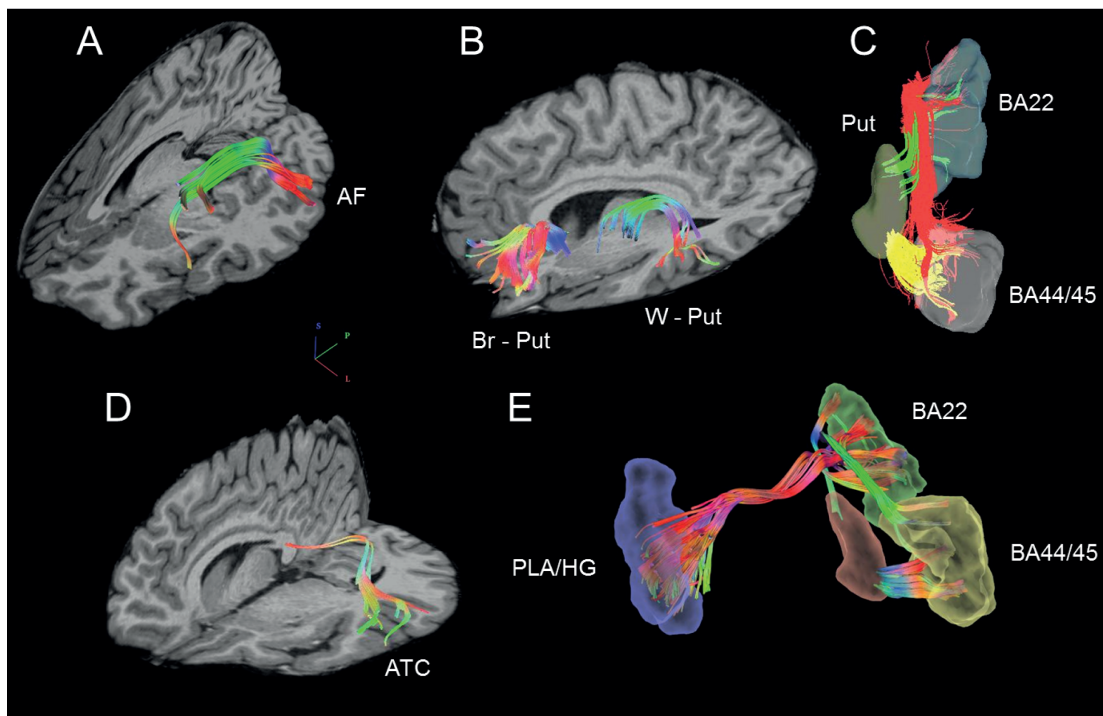 A
AF
B
Br - Put
W - Put
C
Put
BA22
BA44/45
S
P
L
D
ATC
E
BA22
PLA/HG
BA44/45